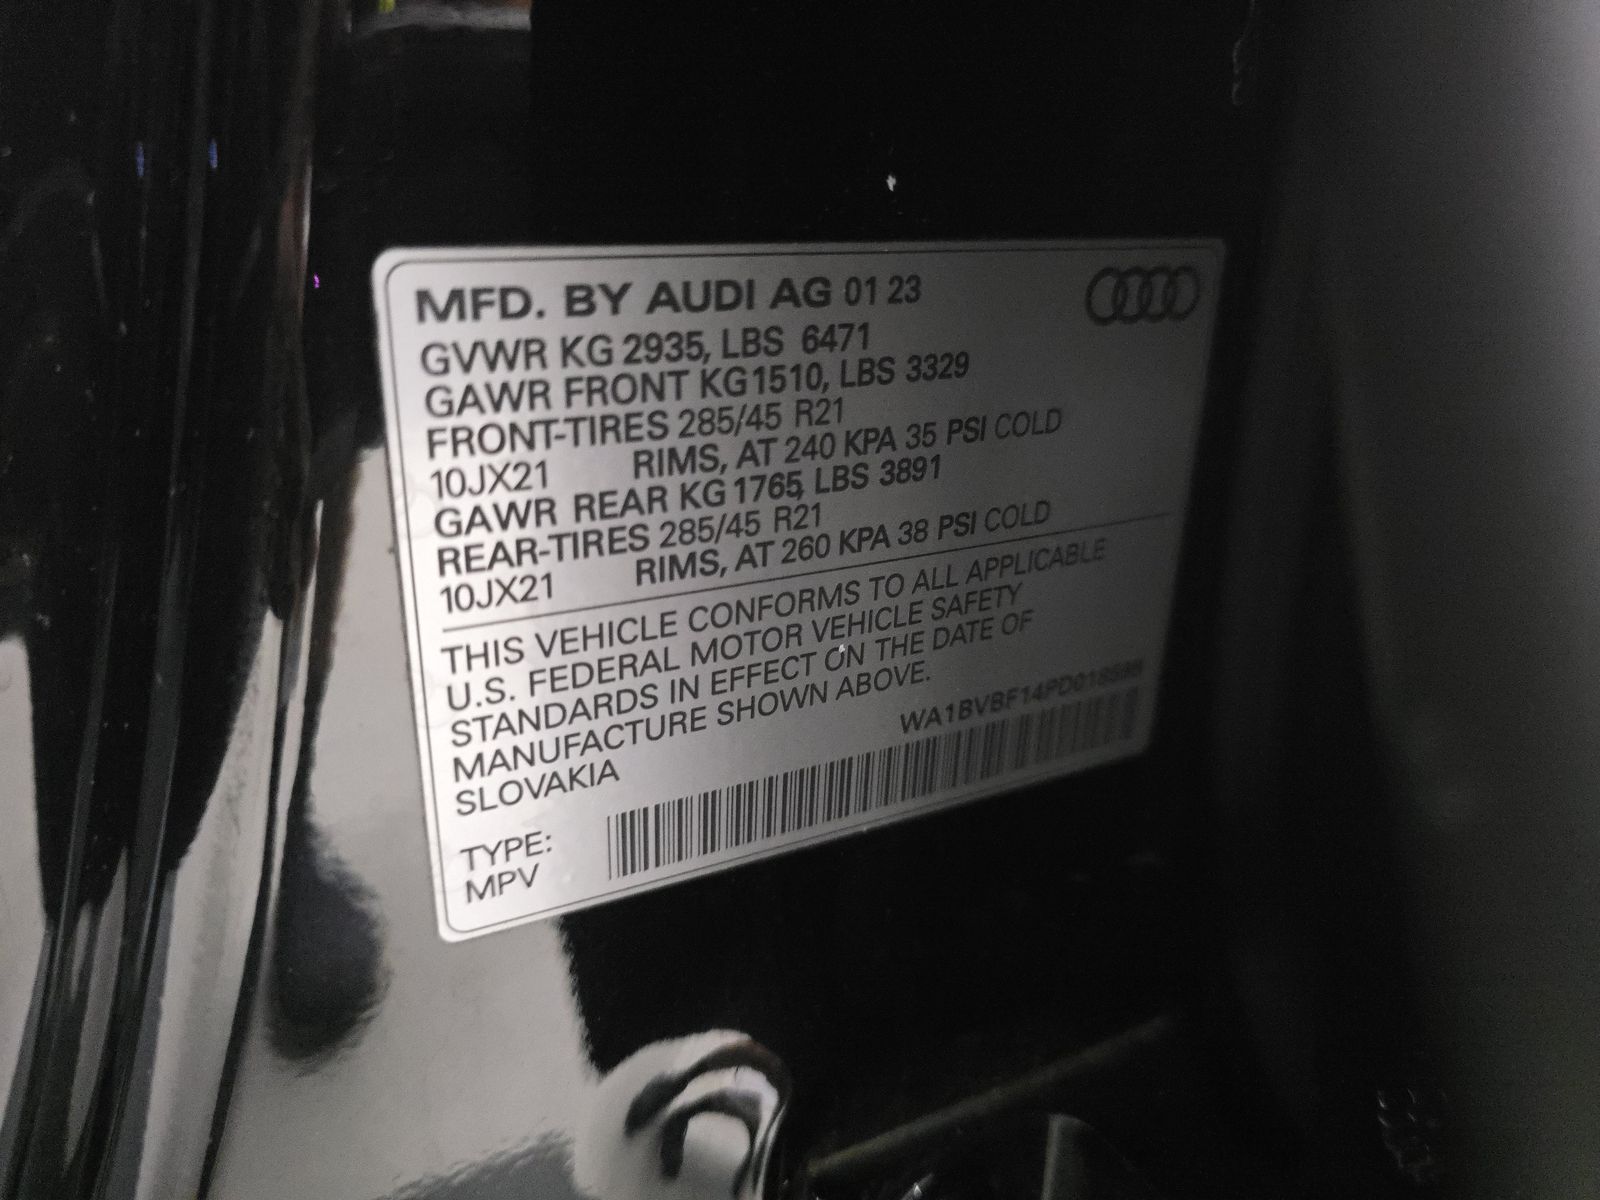 MFD. BY AUDI AG 01 23
GVWR KG 2935, LBS 6471
GAWR FRONT KG1510, LBS 3329
FRONT-TIRES 285/45 R21
10JX21 RIMS, AT 240 KPA 35 PSI COLD
GAWR REAR KG 1765, LBS 3891
REAR-TIRES 285/45 R21
10JX21 RIMS, AT 260 KPA 38 PSI COLD
THIS VEHICLE CONFORMS TO ALL APPLICABLE
U.S. FEDERAL MOTOR VEHICLE SAFETY
STANDARDS IN EFFECT ON THE DATE OF
MANUFACTURE SHOWN ABOVE.
SLOVAKIA
TYPE:
MPV